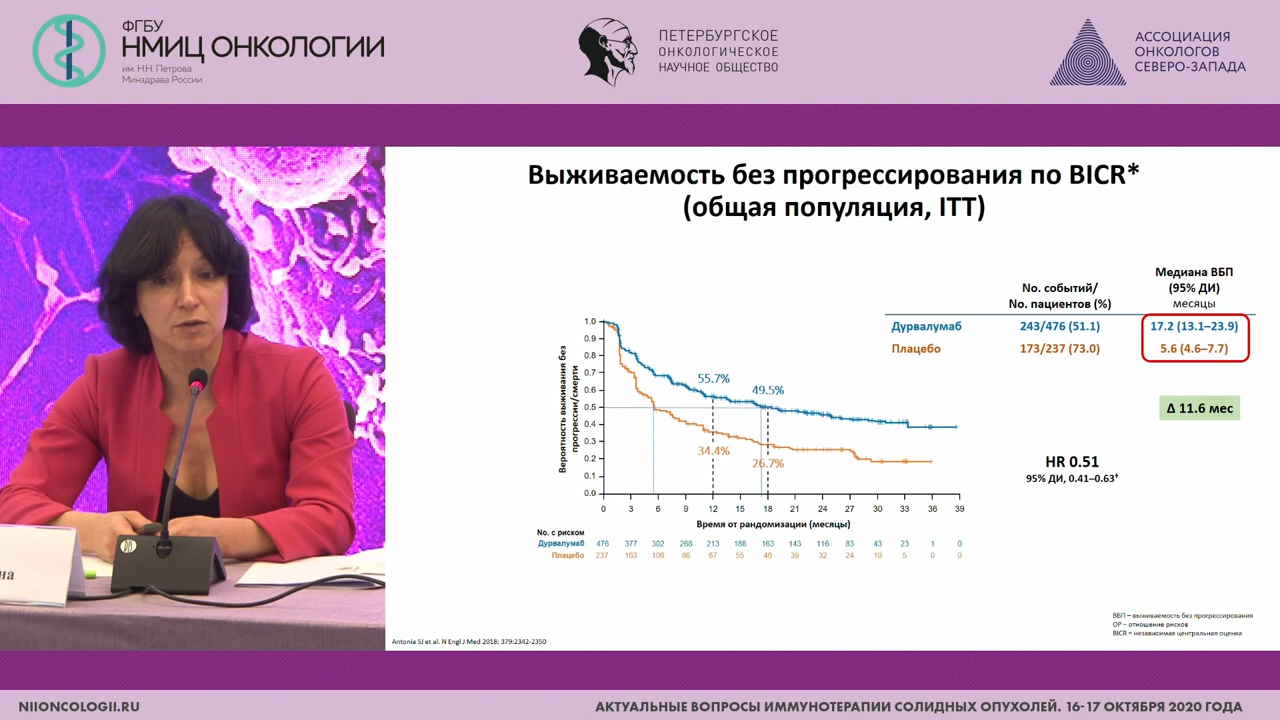 ФГБУ
НМИЦ ОНКОЛОГИИ
им. Н.Н. Петрова
Минздрава России
ПЕТЕРБУРГСКОЕ
ОНКОЛОГИЧЕСКОЕ
НАУЧНОЕ ОБЩЕСТВО
АССОЦИАЦИЯ
ОНКОЛОГОВ
СЕВЕРО-ЗАПАДА
Выживаемость без прогрессирования по BICR*
(общая популяция, ITT)
No. событий/
No. пациентов (%)
Медиана ВБП
(95% ДИ)
месяцы
Дурвалумаб 243/476 (51.1) 17.2 (13.1–23.9)
Плацебо 173/237 (73.0) 5.6 (4.6–7.7)
Δ 11.6 мес
HR 0.51
95% ДИ, 0.41–0.63†
Вероятность выживания без
прогрессии/смерти
1.0
0.9
0.8
0.7
0.6
0.5
0.4
0.3
0.2
0.1
0.0
55.7%
49.5%
34.4%
26.7%
0 3 6 9 12 15 18 21 24 27 30 33 36 39
Время от рандомизации (месяцы)
No. с риском
Дурвалумаб 476 377 302 268 213 188 163 143 116 83 43 23 1 0
Плацебо 237 163 106 86 67 55 46 39 32 24 10 5 0 0
ВБП – выживаемость без прогрессирования
ОР – отношение рисков
BICR = независимая центральная оценка
Antonia SJ et al. N Engl J Med 2018; 379:2342-2350
на
NIIONCOLOGII.RU
АКТУАЛЬНЫЕ ВОПРОСЫ ИММУНОТЕРАПИИ СОЛИДНЫХ ОПУХОЛЕЙ. 16-17 ОКТЯБРЯ 2020 ГОДА